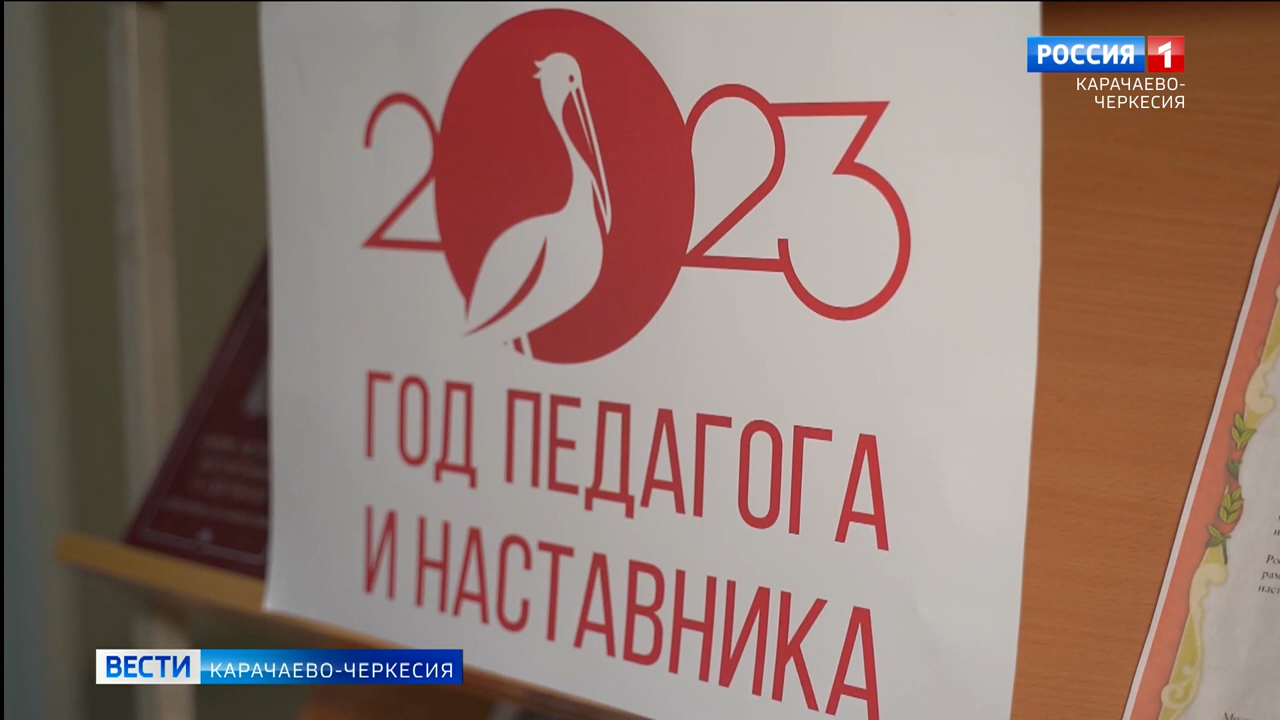 2023
ГОД ПЕДАГОГА
И НАСТАВНИКА
РОССИЯ 1
КАРАЧАЕВО-
ЧЕРКЕСИЯ
ВЕСТИ КАРАЧАЕВО-ЧЕРКЕСИЯ